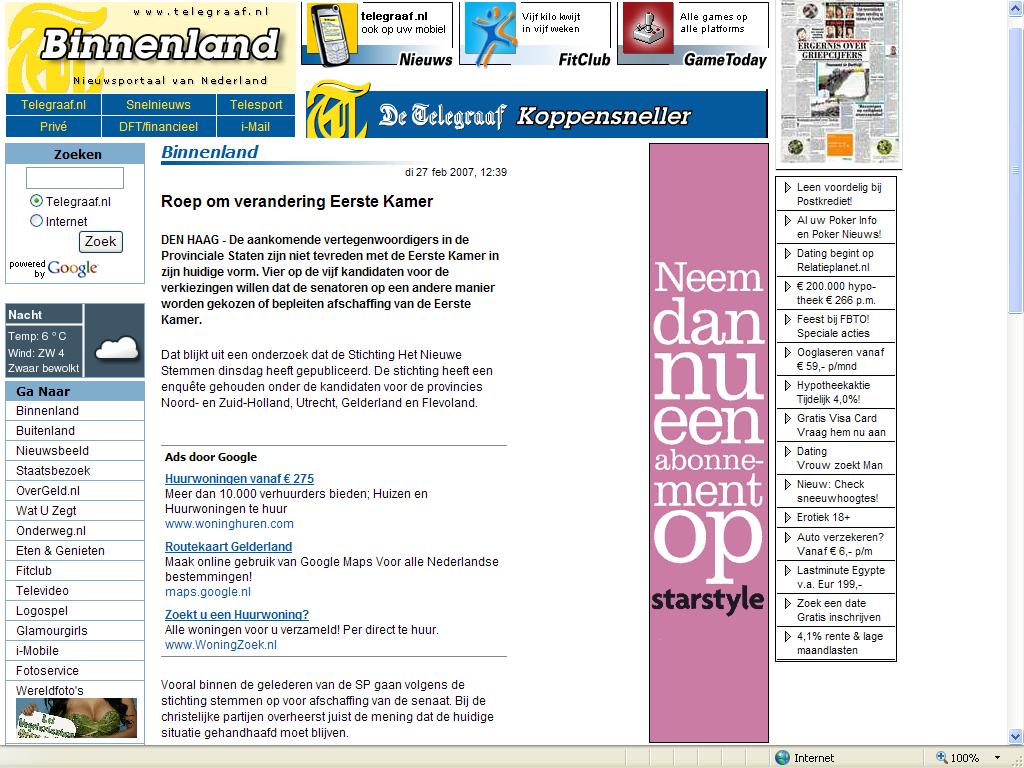 www.telegraaf.nl
Binnenland
Nieuwsportaal van Nederland
telegraaf.nl
ook op uw mobiel
Nieuws
Vijf kilo kwijt
in vijf weken
FitClub
Alle games op
alle platforms
GameToday
Telegraaf.nl
Snelnieuws
Telesport
Privé
DFT/financieel
i-Mail
De Telegraaf Koppensneller
ERGERNIS OVER
GRIEPCIJFERS
Zoeken
Telegraaf.nl
Internet
Zoek
powered
by Google
Nacht
Temp: 6 º C
Wind: ZW 4
Zwaar bewolkt
Ga Naar
Binnenland
Buitenland
Nieuwsbeeld
Staatsbezoek
OverGeld.nl
Wat U Zegt
Onderweg.nl
Eten & Genieten
Fitclub
Televideo
Logospel
Glamourgirls
i-Mobile
Fotoservice
Wereldfoto's
Binnenland
di 27 feb 2007, 12:39
Roep om verandering Eerste Kamer
DEN HAAG - De aankomende vertegenwoordigers in de
Provinciale Staten zijn niet tevreden met de Eerste Kamer in
zijn huidige vorm. Vier op de vijf kandidaten voor de
verkiezingen willen dat de senatoren op een andere manier
worden gekozen of bepleiten afschaffing van de Eerste
Kamer.
Dat blijkt uit een onderzoek dat de Stichting Het Nieuwe
Stemmen dinsdag heeft gepubliceerd. De stichting heeft een
enquête gehouden onder de kandidaten voor de provincies
Noord- en Zuid-Holland, Utrecht, Gelderland en Flevoland.
Ads door Google
Huurwoningen vanaf € 275
Meer dan 10.000 verhuurders bieden; Huizen en
Huurwoningen te huur
www.woninghuren.com
Routekaart Gelderland
Maak online gebruik van Google Maps Voor alle Nederlandse
bestemmingen!
maps.google.nl
Zoekt u een Huurwoning?
Alle woningen voor u verzameld! Per direct te huur.
www.WoningZoek.nl
Vooral binnen de gelederen van de SP gaan volgens de
stichting stemmen op voor afschaffing van de senaat. Bij de
christelijke partijen overheerst juist de mening dat de huidige
situatie gehandhaafd moet blijven.
Neem
dan
nu
een
abonne-
ment
op
starstyle
Leen voordelig bij
Postkrediet!
Al uw Poker Info
en Poker Nieuws!
Dating begint op
Relatieplanet.nl
€ 200.000 hypo-
theek € 266 p.m.
Feest bij FBTO!
Speciale acties
Ooglaseren vanaf
€ 59,- p/mnd
Hypotheekaktie
Tijdelijk 4,0%!
Gratis Visa Card
Vraag hem nu aan
Dating
Vrouw zoekt Man
Nieuw: Check
sneeuwhoogtes!
Erotiek 18+
Auto verzekeren?
Vanaf € 6,- p/m
Lastminute Egypte
v.a. Eur 199,-
Zoek een date
Gratis inschrijven
4,1% rente & lage
maandlasten
Internet
100%